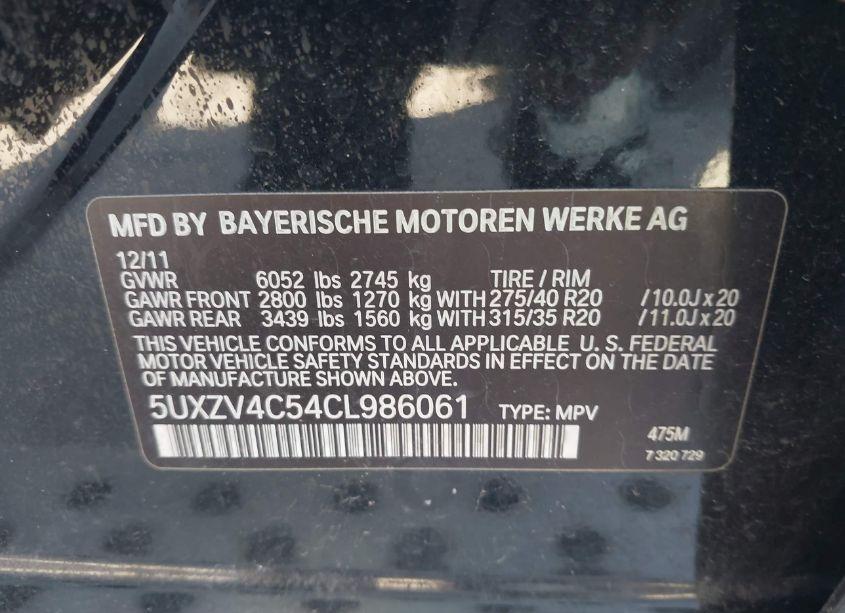 MFD BY BAYERISCHE MOTOREN WERKE AG
12/11
GVWR 6052 lbs 2745 kg TIRE / RIM
GAWR FRONT 2800 lbs 1270 kg WITH 275/40 R20 / 10.0J x 20
GAWR REAR 3439 lbs 1560 kg WITH 315/35 R20 / 11.0J x 20
THIS VEHICLE CONFORMS TO ALL APPLICABLE U. S. FEDERAL
MOTOR VEHICLE SAFETY STANDARDS IN EFFECT ON THE DATE
OF MANUFACTURE SHOWN ABOVE.
5UXZV4C54CL986061 TYPE: MPV
475M
7 320 729